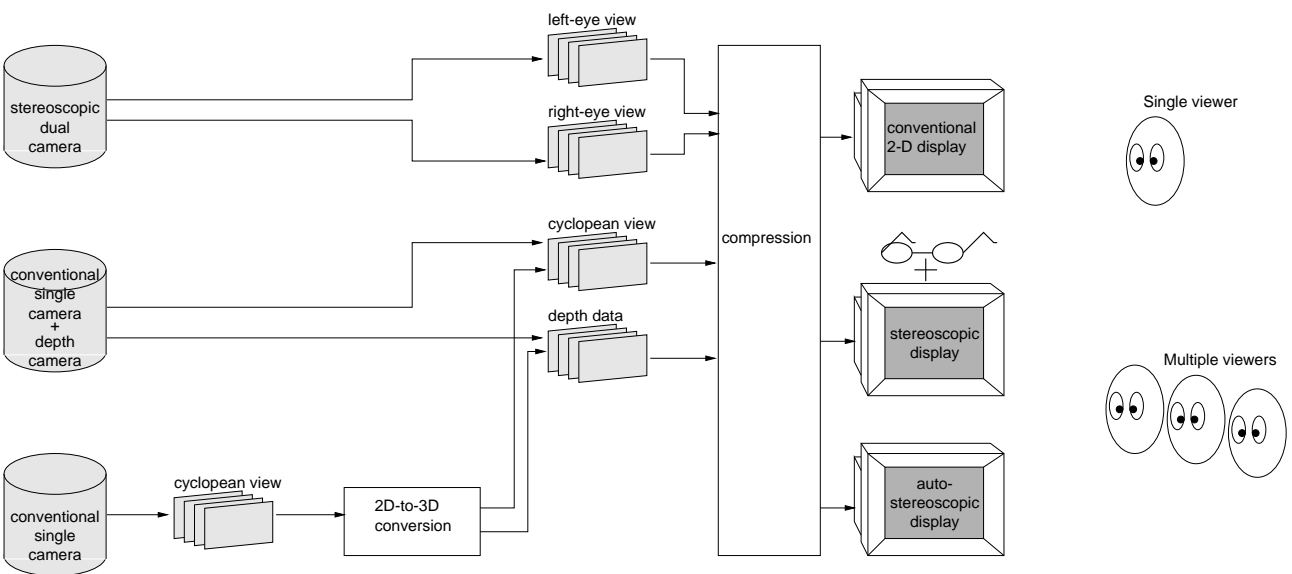 left-eye view
stereoscopic
dual
camera
right-eye view
conventional
2-D display
Single viewer
cyclopean view
compression
conventional
single
camera
+
depth
camera
depth data
stereoscopic
display
Multiple viewers
cyclopean view
conventional
single
camera
2D-to-3D
conversion
auto-
stereoscopic
display